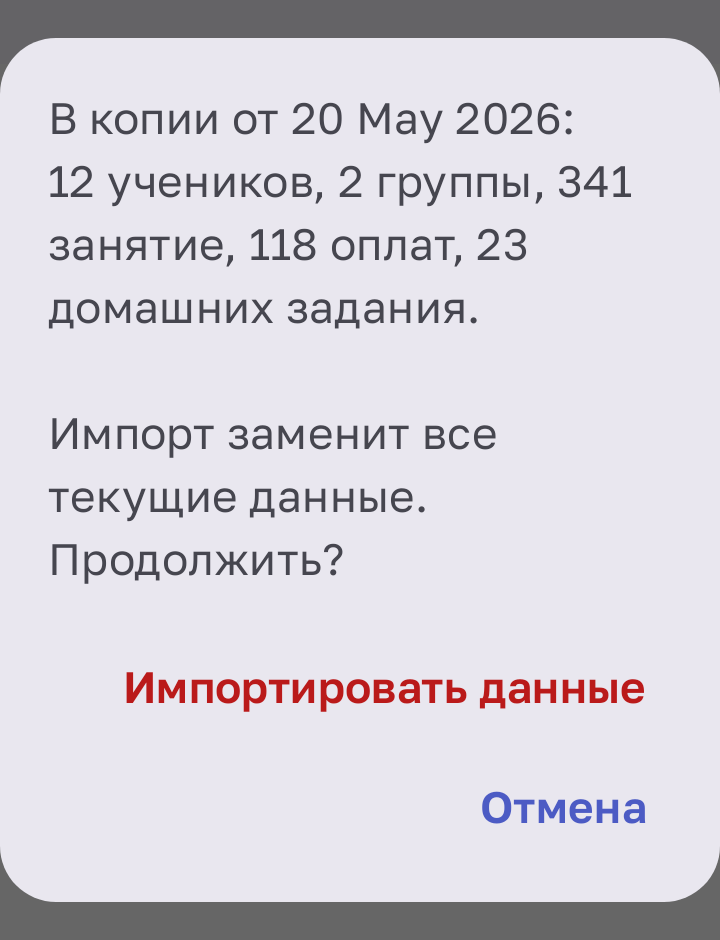 В копии от 20 May 2026:
12 учеников, 2 группы, 341
занятие, 118 оплат, 23
домашних задания.
Импорт заменит все
текущие данные.
Продолжить?
Импортировать данные
Отмена